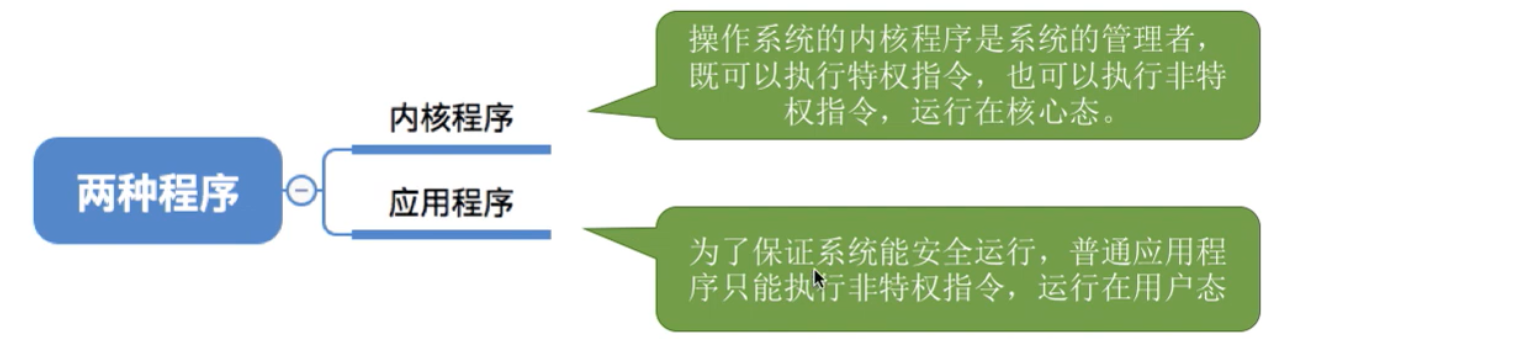 两种程序
内核程序
操作系统的内核程序是系统的管理者，
既可以执行特权指令，也可以执行非特
权指令，运行在核心态。
应用程序
为了保证系统能安全运行，普通应用程
序只能执行非特权指令，运行在用户态